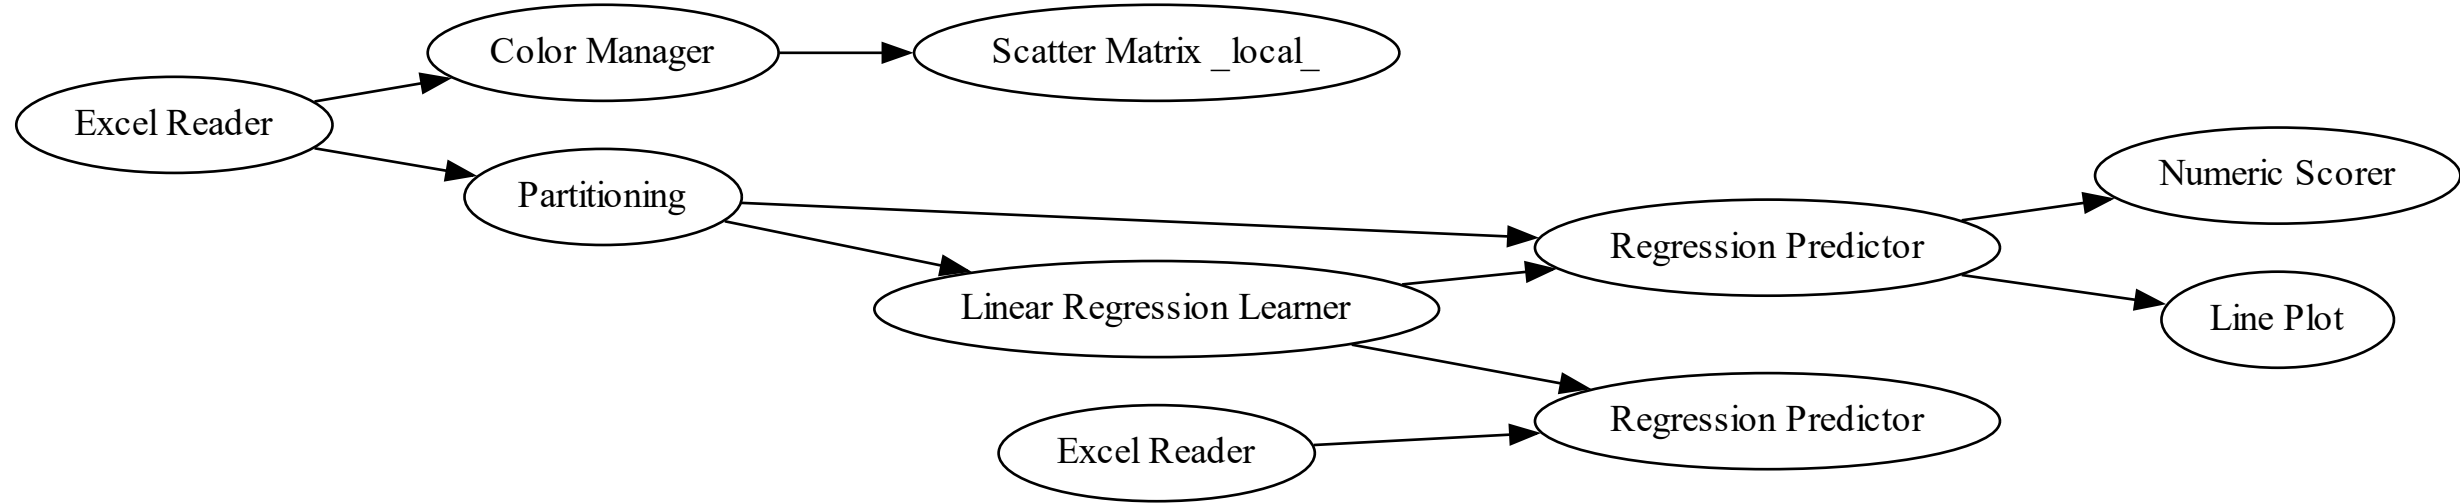 Color Manager
Scatter Matrix _local_
Excel Reader
Partitioning
Numeric Scorer
Regression Predictor
Linear Regression Learner
Line Plot
Regression Predictor
Excel Reader